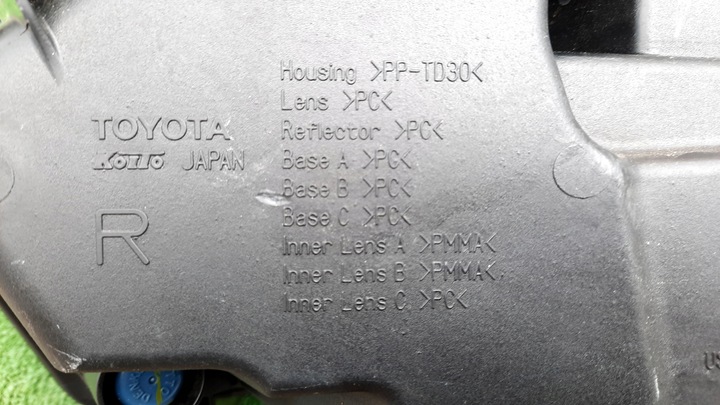 Housing >PP-TD30<
Lens >PC<
TOYOTA Reflector >PC<
KOITO JAPAN Base A >PC<
Base B >PC<
R Base C >PC<
Inner Lens A >PMMA<
Inner Lens B >PMMA<
Inner Lens C >PC<